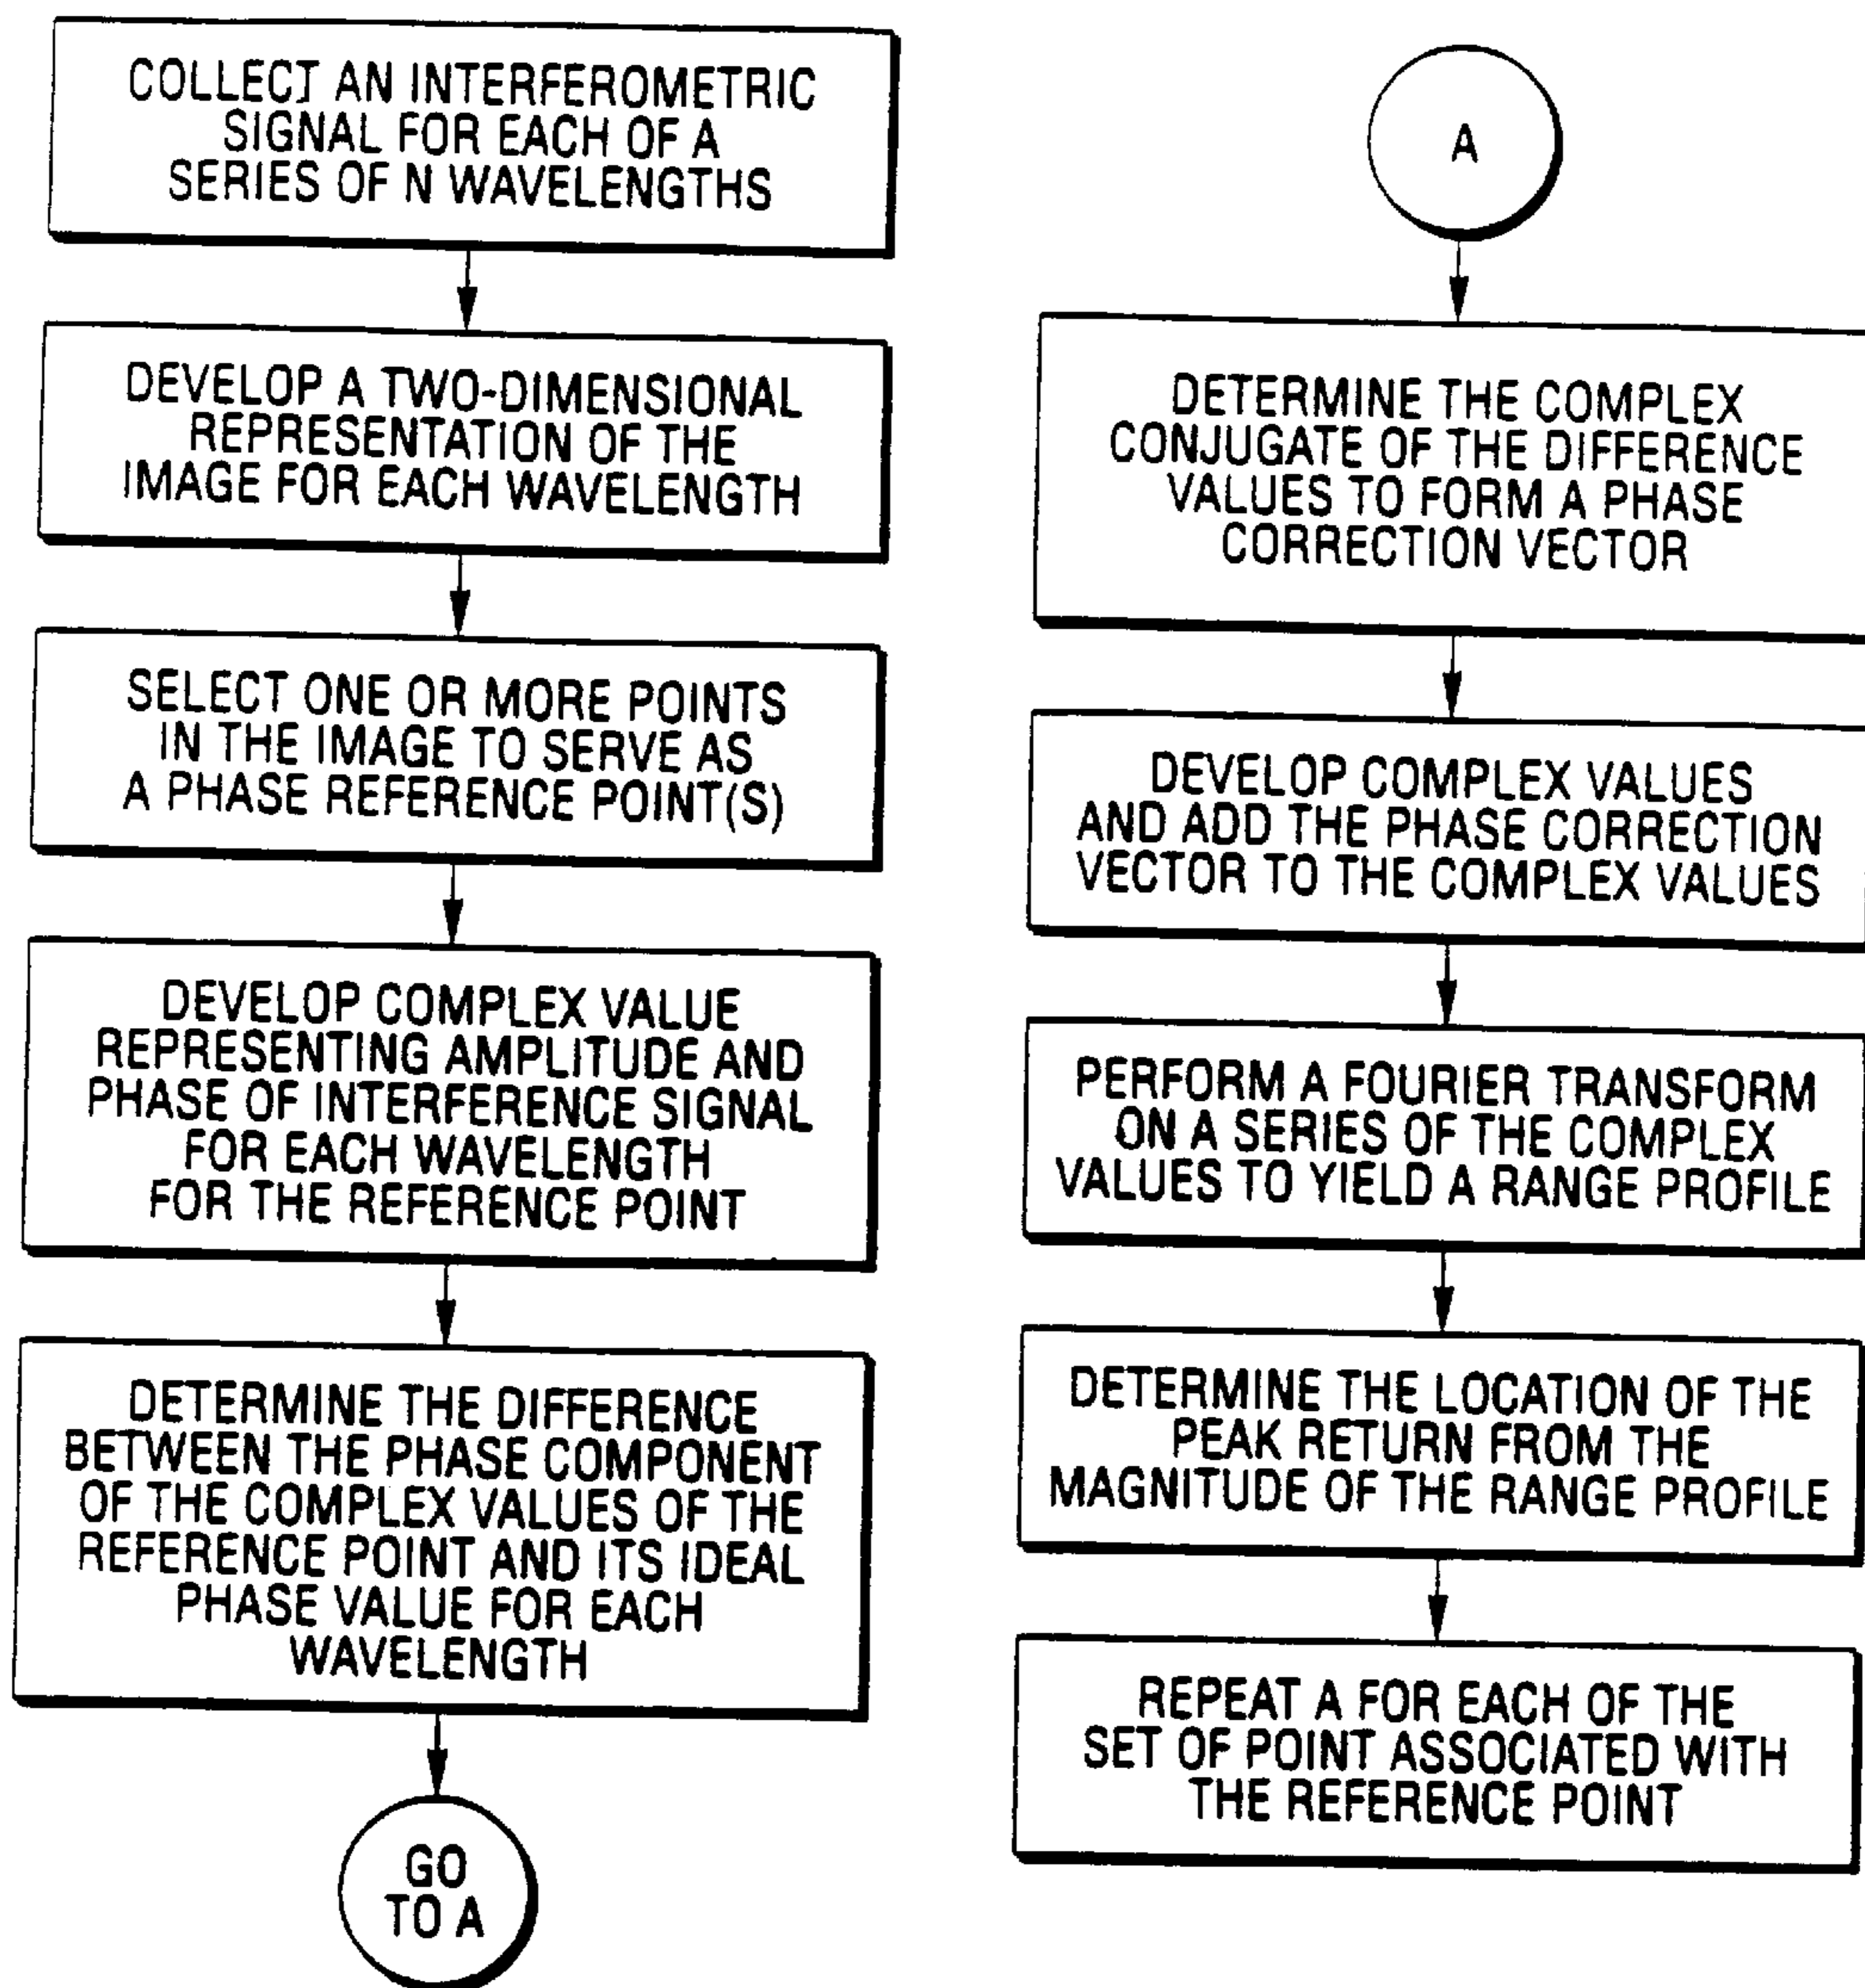 COLLECT AN INTERFEROMETRIC
SIGNAL FOR EACH OF A
SERIES OF N WAVELENGTHS
DEVELOP A TWO-DIMENSIONAL
REPRESENTATION OF THE
IMAGE FOR EACH WAVELENGTH
SELECT ONE OR MORE POINTS
IN THE IMAGE TO SERVE AS
A PHASE REFERENCE POINT(S)
DEVELOP COMPLEX VALUE
REPRESENTING AMPLITUDE AND
PHASE OF INTERFERENCE SIGNAL
FOR EACH WAVELENGTH
FOR THE REFERENCE POINT
DETERMINE THE DIFFERENCE
BETWEEN THE PHASE COMPONENT
OF THE COMPLEX VALUES OF THE
REFERENCE POINT AND ITS IDEAL
PHASE VALUE FOR EACH
WAVELENGTH
GO
TO A
A
DETERMINE THE COMPLEX
CONJUGATE OF THE DIFFERENCE
VALUES TO FORM A PHASE
CORRECTION VECTOR
DEVELOP COMPLEX VALUES
AND ADD THE PHASE CORRECTION
VECTOR TO THE COMPLEX VALUES
PERFORM A FOURIER TRANSFORM
ON A SERIES OF THE COMPLEX
VALUES TO YIELD A RANGE PROFILE
DETERMINE THE LOCATION OF THE
PEAK RETURN FROM THE
MAGNITUDE OF THE RANGE PROFILE
REPEAT A FOR EACH OF THE
SET OF POINT ASSOCIATED WITH
THE REFERENCE POINT